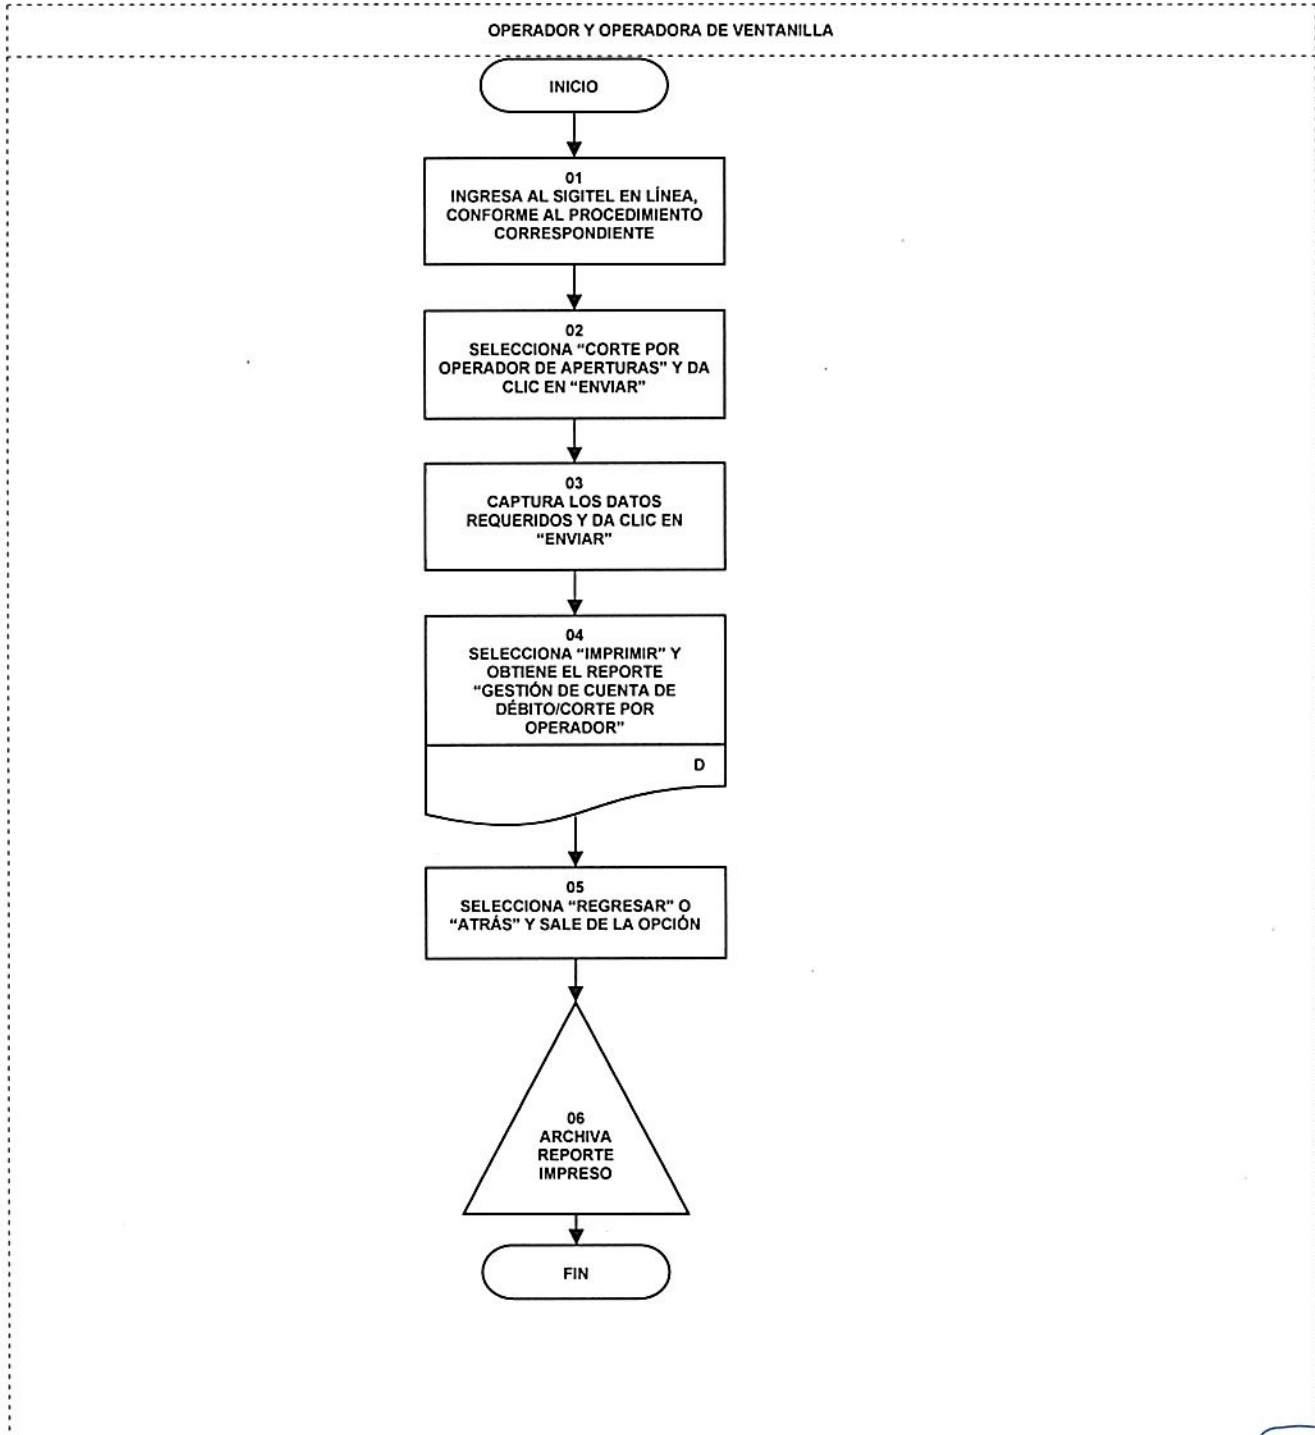 OPERADOR Y OPERADORA DE VENTANILLA
INICIO
01
INGRESA AL SIGITEL EN LÍNEA,
CONFORME AL PROCEDIMIENTO
CORRESPONDIENTE
02
SELECCIONA “CORTE POR
OPERADOR DE APERTURAS” Y DA
CLIC EN “ENVIAR”
03
CAPTURA LOS DATOS
REQUERIDOS Y DA CLIC EN
“ENVIAR”
04
SELECCIONA “IMPRIMIR” Y
OBTIENE EL REPORTE
“GESTIÓN DE CUENTA DE
DÉBITO/CORTE POR
OPERADOR”
D
05
SELECCIONA “REGRESAR” O
“ATRÁS” Y SALE DE LA OPCIÓN
06
ARCHIVA
REPORTE
IMPRESO
FIN